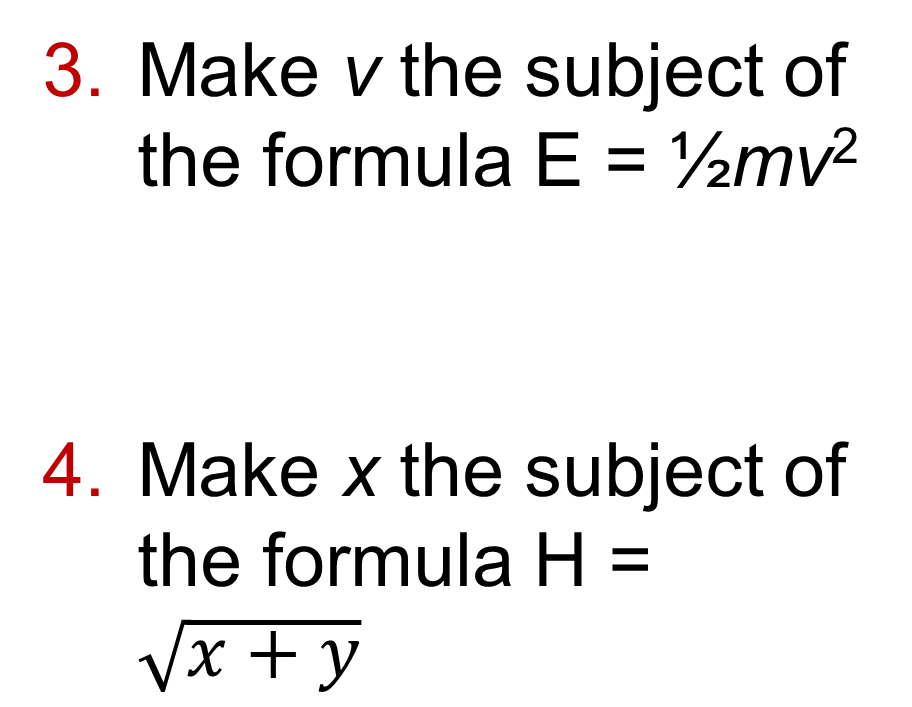 3. Make v the subject of
the formula E = ½mv²
4. Make x the subject of
the formula H =
√x + y